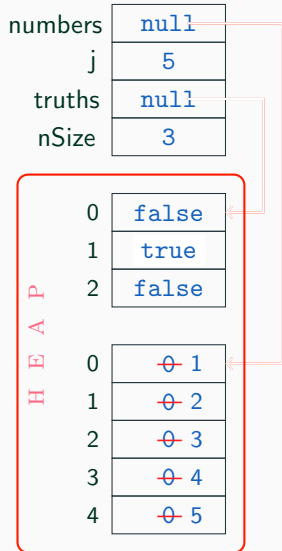 numbers null
j 5
truths null
nSize 3
0 false
1 true
2 false
HEAP
0 0 1
1 0 2
2 0 3
3 0 4
4 0 5